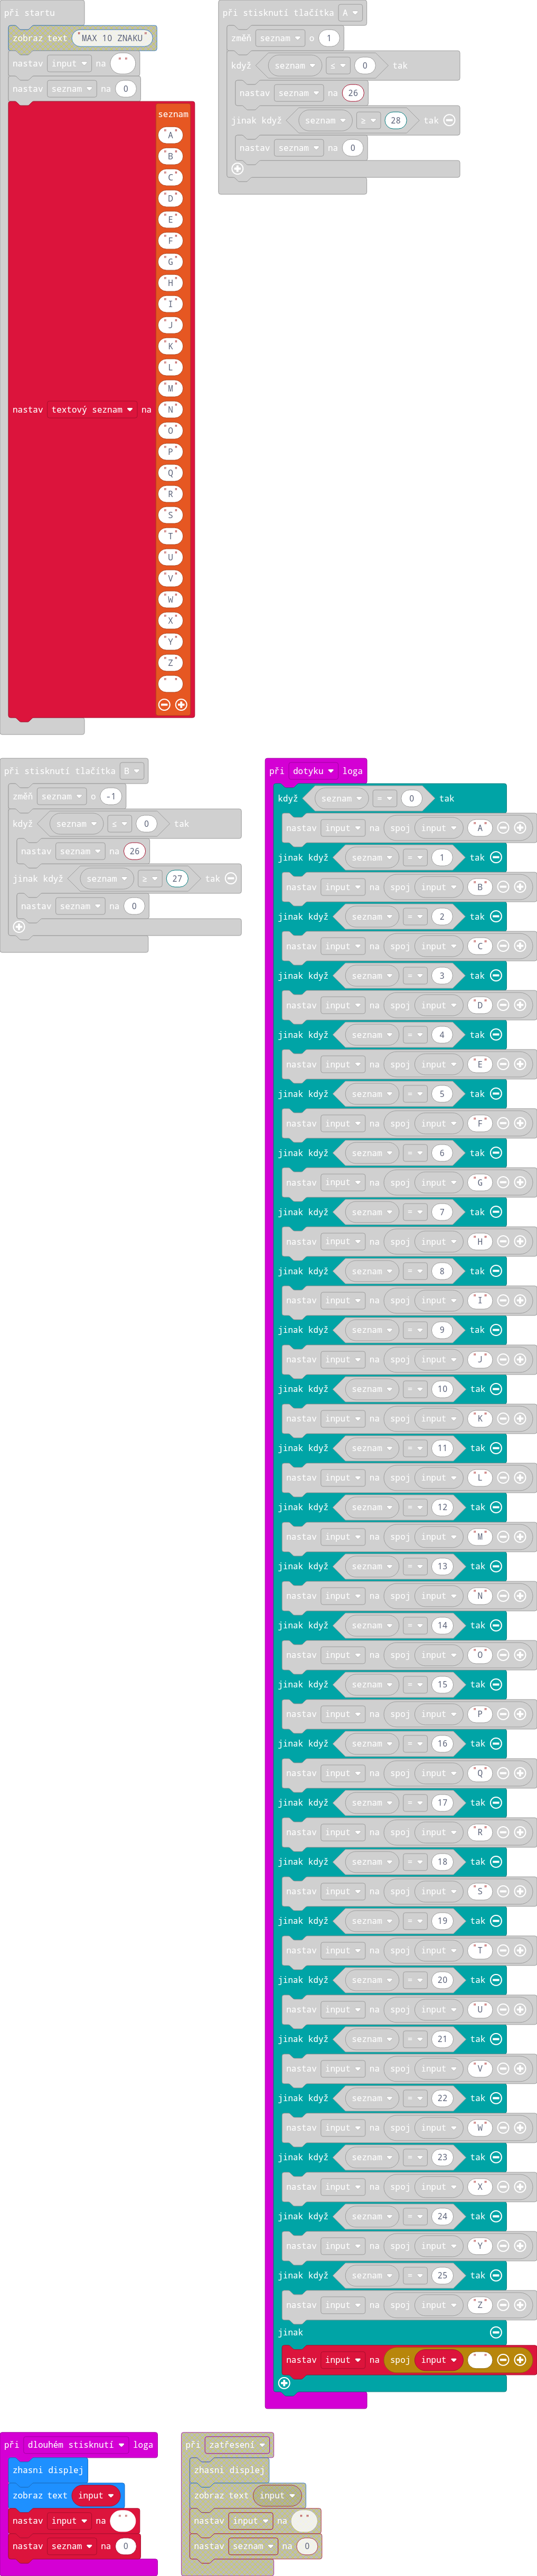 při startu
zobraz text "MAX 10 ZNAKU"
nastav input na " "
nastav seznam na 0
nastav textový seznam na
seznam
"A"
"B"
"C"
"D"
"E"
"F"
"G"
"H"
"I"
"J"
"K"
"L"
"M"
"N"
"O"
"P"
"Q"
"R"
"S"
"T"
"U"
"V"
"W"
"X"
"Y"
"Z"
" "
při stisknutí tlačítka A
změň seznam o 1
když seznam ≤ 0 tak
nastav seznam na 26
jinak když seznam ≥ 28 tak
nastav seznam na 0
při stisknutí tlačítka B
změň seznam o -1
když seznam ≤ 0 tak
nastav seznam na 26
jinak když seznam ≥ 27 tak
nastav seznam na 0
při dotyku loga
když seznam = 0 tak
nastav input na spoj input "A"
jinak když seznam = 1 tak
nastav input na spoj input "B"
jinak když seznam = 2 tak
nastav input na spoj input "C"
jinak když seznam = 3 tak
nastav input na spoj input "D"
jinak když seznam = 4 tak
nastav input na spoj input "E"
jinak když seznam = 5 tak
nastav input na spoj input "F"
jinak když seznam = 6 tak
nastav input na spoj input "G"
jinak když seznam = 7 tak
nastav input na spoj input "H"
jinak když seznam = 8 tak
nastav input na spoj input "I"
jinak když seznam = 9 tak
nastav input na spoj input "J"
jinak když seznam = 10 tak
nastav input na spoj input "K"
jinak když seznam = 11 tak
nastav input na spoj input "L"
jinak když seznam = 12 tak
nastav input na spoj input "M"
jinak když seznam = 13 tak
nastav input na spoj input "N"
jinak když seznam = 14 tak
nastav input na spoj input "O"
jinak když seznam = 15 tak
nastav input na spoj input "P"
jinak když seznam = 16 tak
nastav input na spoj input "Q"
jinak když seznam = 17 tak
nastav input na spoj input "R"
jinak když seznam = 18 tak
nastav input na spoj input "S"
jinak když seznam = 19 tak
nastav input na spoj input "T"
jinak když seznam = 20 tak
nastav input na spoj input "U"
jinak když seznam = 21 tak
nastav input na spoj input "V"
jinak když seznam = 22 tak
nastav input na spoj input "W"
jinak když seznam = 23 tak
nastav input na spoj input "X"
jinak když seznam = 24 tak
nastav input na spoj input "Y"
jinak když seznam = 25 tak
nastav input na spoj input "Z"
jinak
nastav input na spoj input " "
při dlouhém stisknutí loga
zhasni displej
zobraz text input
nastav input na " "
nastav seznam na 0
při zatřesení
zhasni displej
zobraz text input
nastav input na " "
nastav seznam na 0